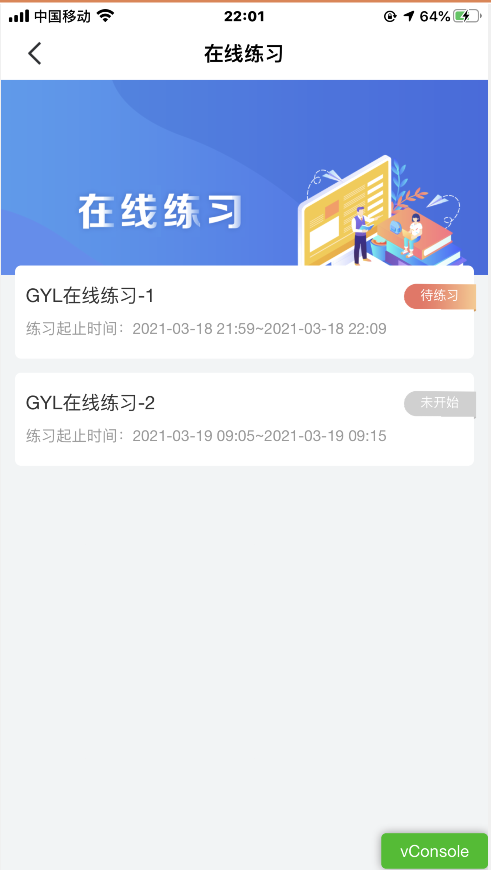 中国移动 22:01 64%
在线练习
在线练习
GYL在线练习-1 待练习
练习起止时间：2021-03-18 21:59~2021-03-18 22:09
GYL在线练习-2 未开始
练习起止时间：2021-03-19 09:05~2021-03-19 09:15
vConsole